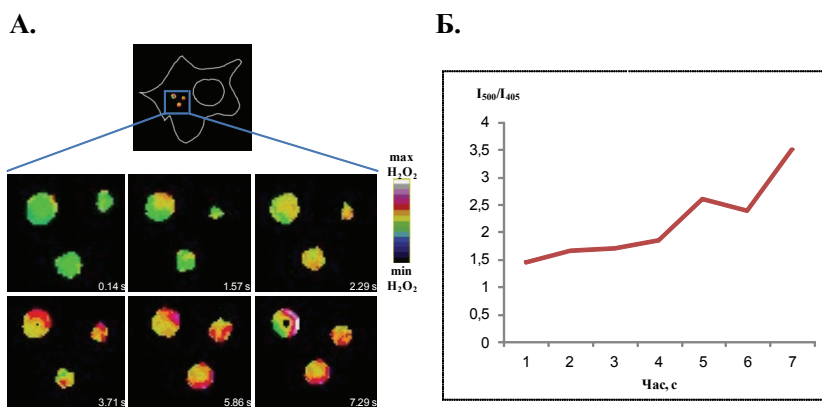 А.
max
H₂O₂
min
H₂O₂
0.14 s
1.57 s
2.29 s
3.71 s
5.86 s
7.29 s
Б.
I₅₀₀/I₄₀₅
4
3,5
3
2,5
2
1,5
1
0,5
0
1 2 3 4 5 6 7
Час, с